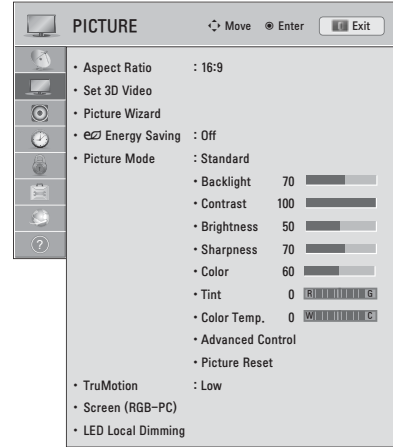 PICTURE Move Enter Exit
• Aspect Ratio : 16:9
• Set 3D Video
• Picture Wizard
• Energy Saving : Off
• Picture Mode : Standard
• Backlight 70
• Contrast 100
• Brightness 50
• Sharpness 70
• Color 60
• Tint 0 R G
• Color Temp. 0 W C
• Advanced Control
• Picture Reset
• TruMotion : Low
• Screen (RGB-PC)
• LED Local Dimming
?